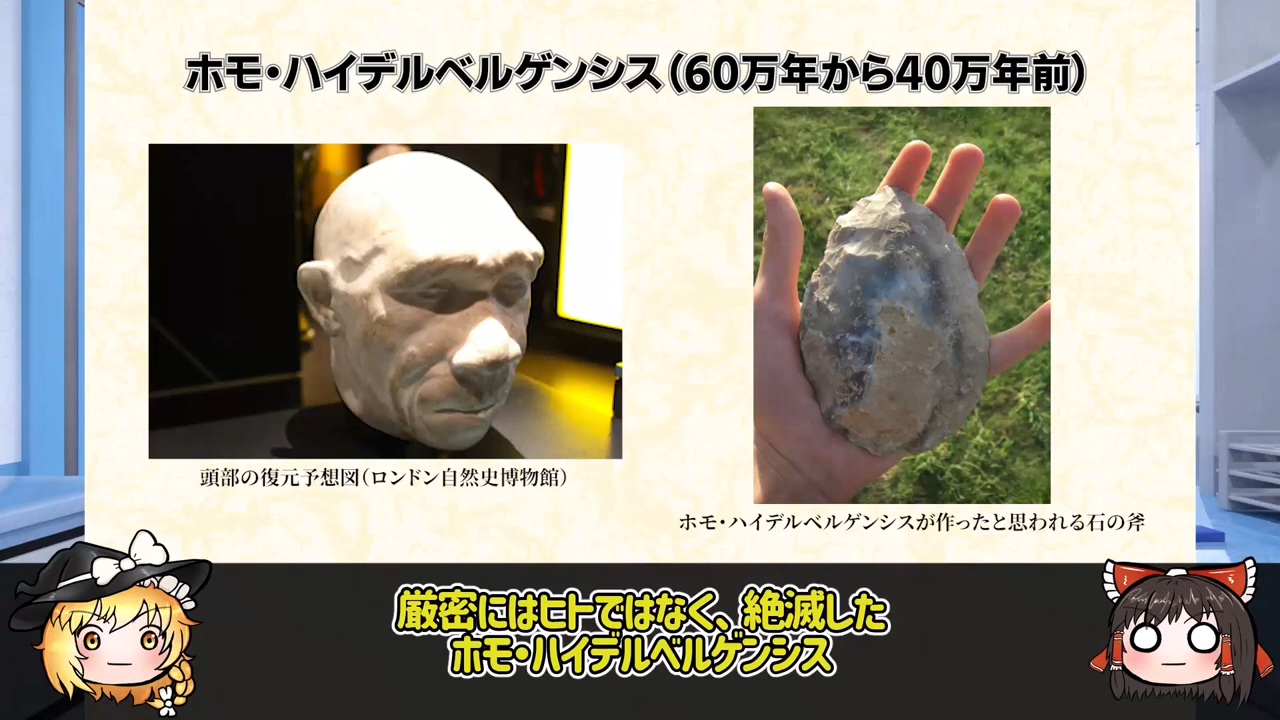 ホモ・ハイデルベルゲンシス(60万年から40万年前)
頭部の復元予想図(ロンドン自然史博物館)
ホモ・ハイデルベルゲンシスが作ったと思われる石の斧
厳密にはヒトではなく、絶滅した
ホモ・ハイデルベルゲンシス